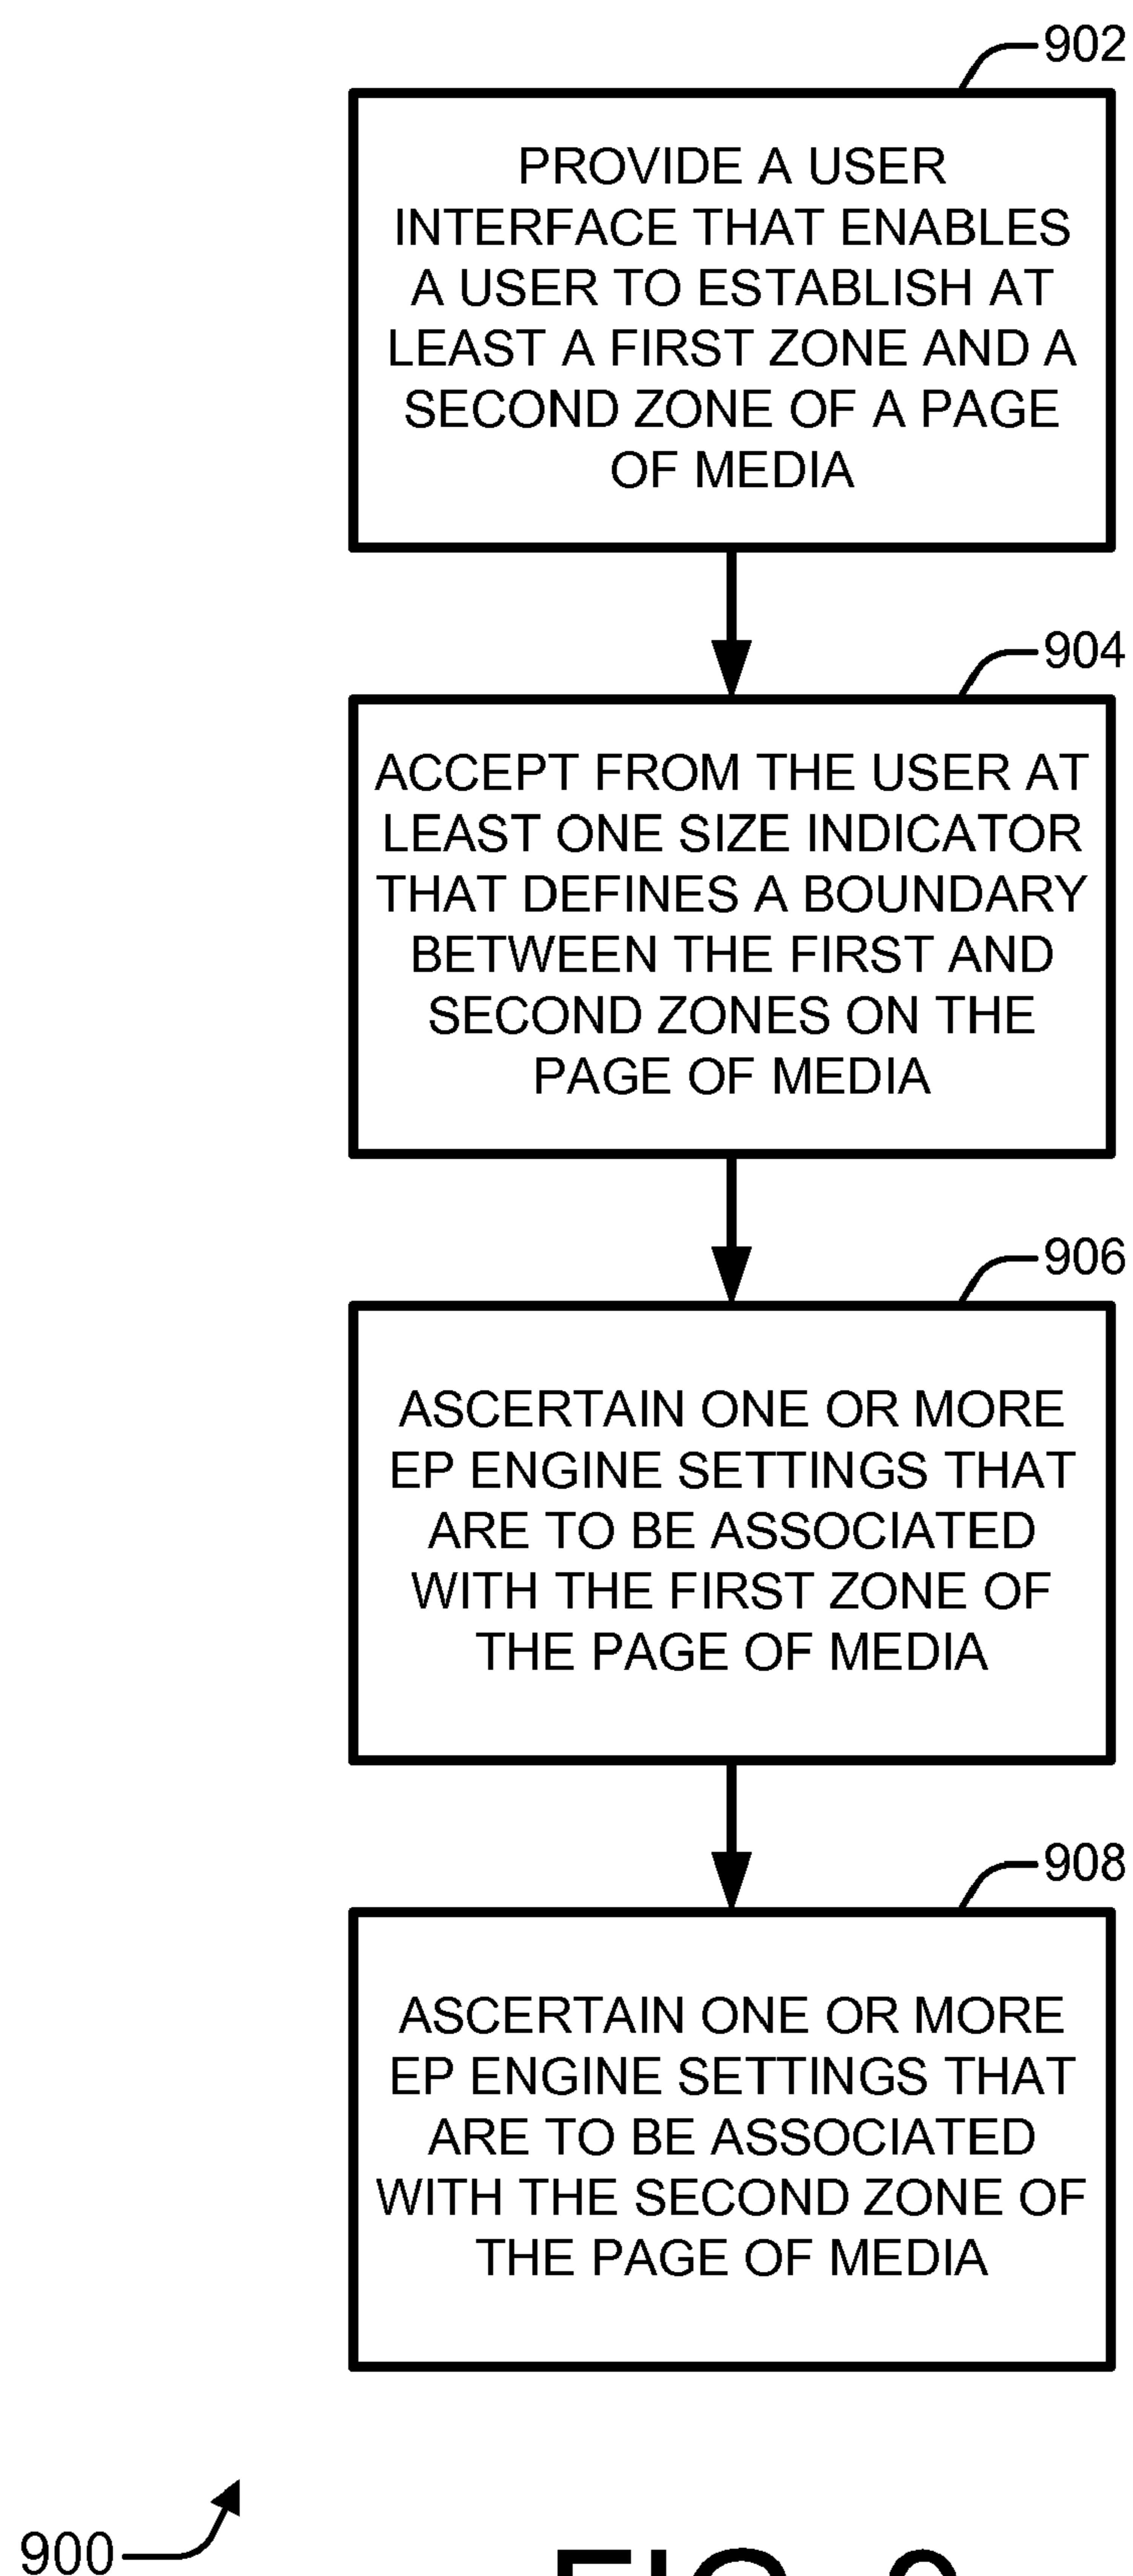 902
PROVIDE A USER
INTERFACE THAT ENABLES
A USER TO ESTABLISH AT
LEAST A FIRST ZONE AND A
SECOND ZONE OF A PAGE
OF MEDIA
904
ACCEPT FROM THE USER AT
LEAST ONE SIZE INDICATOR
THAT DEFINES A BOUNDARY
BETWEEN THE FIRST AND
SECOND ZONES ON THE
PAGE OF MEDIA
906
ASCERTAIN ONE OR MORE
EP ENGINE SETTINGS THAT
ARE TO BE ASSOCIATED
WITH THE FIRST ZONE OF
THE PAGE OF MEDIA
908
ASCERTAIN ONE OR MORE
EP ENGINE SETTINGS THAT
ARE TO BE ASSOCIATED
WITH THE SECOND ZONE OF
THE PAGE OF MEDIA
900